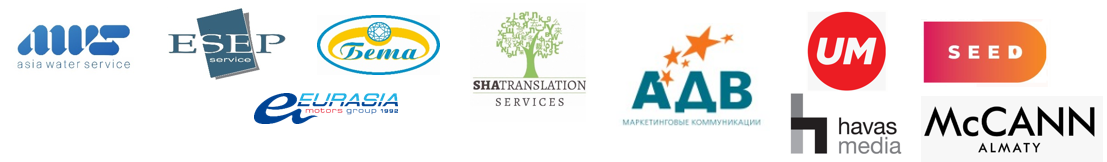 aws
asia water service
ESEP
service
Бета
EURASIA
motors group 1992
SHATRANSLATION
SERVICES
АДВ
МАРКЕТИНГОВЫЕ КОММУНИКАЦИИ
UM
havas
media
SEED
McCANN
ALMATY